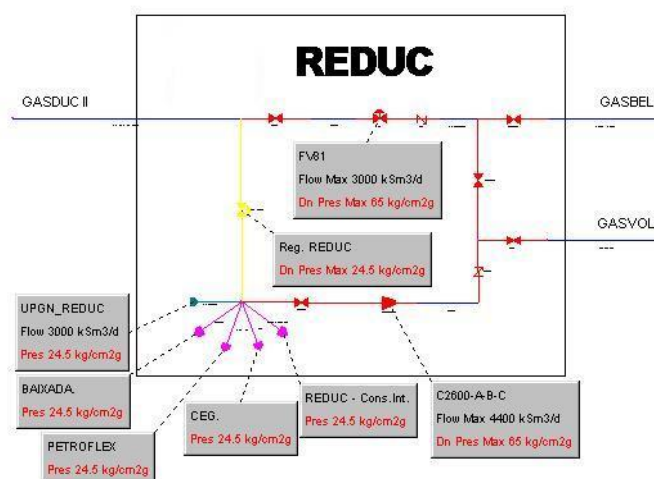 REDUC
GASDUC II
GASBEL
FV81
Flow Max 3000 kSm3/d
Dn Pres Max 65 kg/cm2g
GASVOL
Reg. REDUC
Dn Pres Max 24.5 kg/cm2g
UPGN_REDUC
Flow 3000 kSm3/d
Pres 24.5 kg/cm2g
BAIXADA.
Pres 24.5 kg/cm2g
PETROFLEX
Pres 24.5 kg/cm2g
CEG.
Pres 24.5 kg/cm2g
REDUC - Cons.Int.
Pres 24.5 kg/cm2g
C2600-A-B-C
Flow Max 4400 kSm3/d
Dn Pres Max 65 kg/cm2g